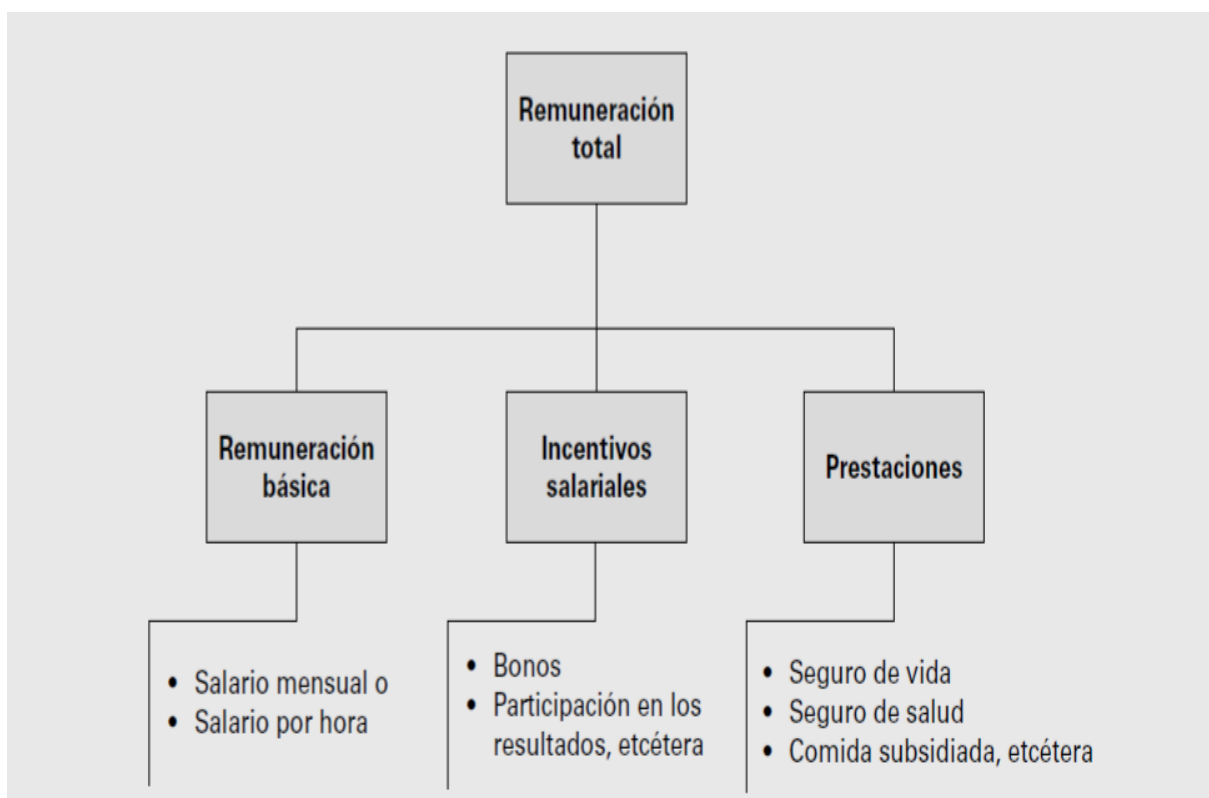 Remuneración
total
Remuneración
básica
Incentivos
salariales
Prestaciones
• Salario mensual o
• Salario por hora
• Bonos
• Participación en los
resultados, etcétera
• Seguro de vida
• Seguro de salud
• Comida subsidiada, etcétera